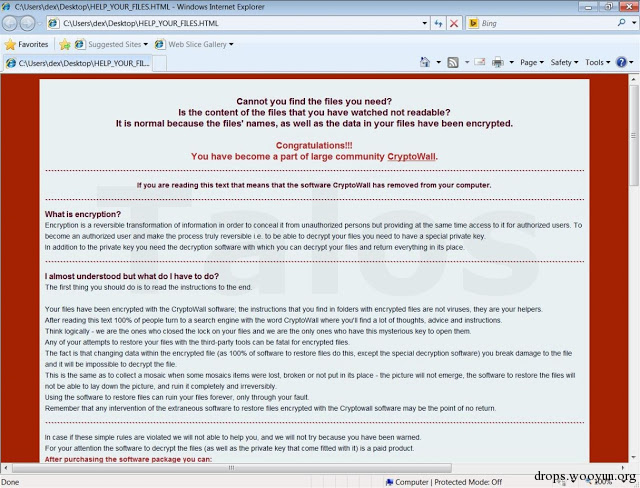 C:\Users\dex\Desktop\HELP_YOUR_FILES.HTML - Windows Internet Explorer
C:\Users\dex\Desktop\HELP_YOUR_FILES.HTML
Bing
Favorites
Suggested Sites
Web Slice Gallery
C:\Users\dex\Desktop\HELP_YOUR_FIL...
Page
Safety
Tools
Cannot you find the files you need?
Is the content of the files that you have watched not readable?
It is normal because the files' names, as well as the data in your files have been encrypted.
Congratulations!!!
You have become a part of large community CryptoWall.
If you are reading this text that means that the software CryptoWall has removed from your computer.
What is encryption?
Encryption is a reversible transformation of information in order to conceal it from unauthorized persons but providing at the same time access to it for authorized users. To
become an authorized user and make the process truly reversible i.e. to be able to decrypt your files you need to have a special private key.
In addition to the private key you need the decryption software with which you can decrypt your files and return everything in its place.
Talos
I almost understood but what do I have to do?
The first thing you should do is to read the instructions to the end.
Your files have been encrypted with the CryptoWall software; the instructions that you find in folders with encrypted files are not viruses, they are your helpers.
After reading this text 100% of people turn to a search engine with the word CryptoWall where you'll find a lot of thoughts, advice and instructions.
Think logically - we are the ones who closed the lock on your files and we are the only ones who have this mysterious key to open them.
Any of your attempts to restore your files with the third-party tools can be fatal for encrypted files.
The fact is that changing data within the encrypted file (as 100% of software to restore files do this, except the special decryption software) you break damage to the file
and it will be impossible to decrypt the file.
This is the same as to collect a mosaic when some mosaics items were lost, broken or not put in its place - the picture will not emerge, the software to restore the files will
not be able to lay down the picture, and ruin it completely and irreversibly.
Using the software to restore files can ruin your files forever, only through your fault.
Remember that any intervention of the extraneous software to restore files encrypted with the Cryptowall software may be the point of no return.
In case if these simple rules are violated we will not able to help you, and we will not try because you have been warned.
For your attention the software to decrypt the files (as well as the private key that come fitted with it) is a paid product.
After purchasing the software package you can:
Done
Computer | Protected Mode: Off
100%
drops.wooyun.org